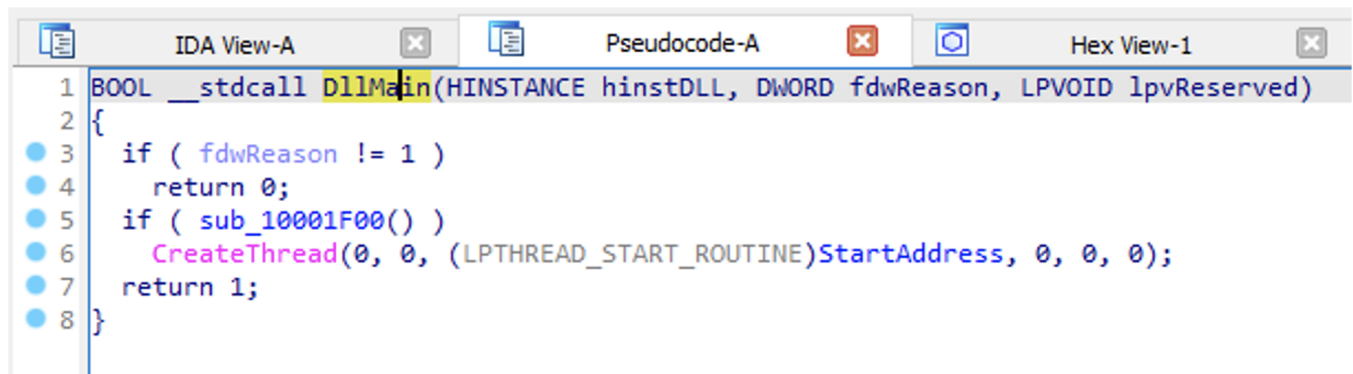 IDA View-A Pseudocode-A Hex View-1
1 BOOL __stdcall DllMain(HINSTANCE hinstDLL, DWORD fdwReason, LPVOID lpvReserved)
2 {
3 if ( fdwReason != 1 )
4 return 0;
5 if ( sub_10001F00() )
6 CreateThread(0, 0, (LPTHREAD_START_ROUTINE)StartAddress, 0, 0, 0);
7 return 1;
8 }